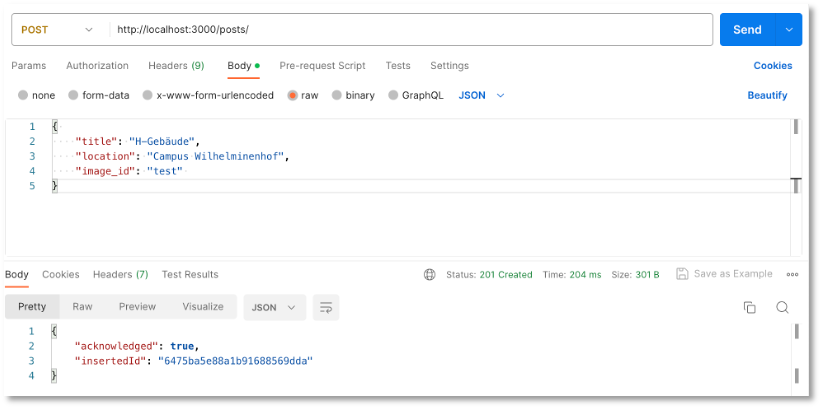 POST http://localhost:3000/posts/ Send
Params Authorization Headers (9) Body Pre-request Script Tests Settings Cookies
none form-data x-www-form-urlencoded raw binary GraphQL JSON Beautify
1 {
2 "title": "H-Gebäude",
3 "location": "Campus Wilhelminenhof",
4 "image_id": "test"
5 }
Body Cookies Headers (7) Test Results Status: 201 Created Time: 204 ms Size: 301 B Save as Example
Pretty Raw Preview Visualize JSON
1 {
2 "acknowledged": true,
3 "insertedId": "6475ba5e88a1b91688569dda"
4 }